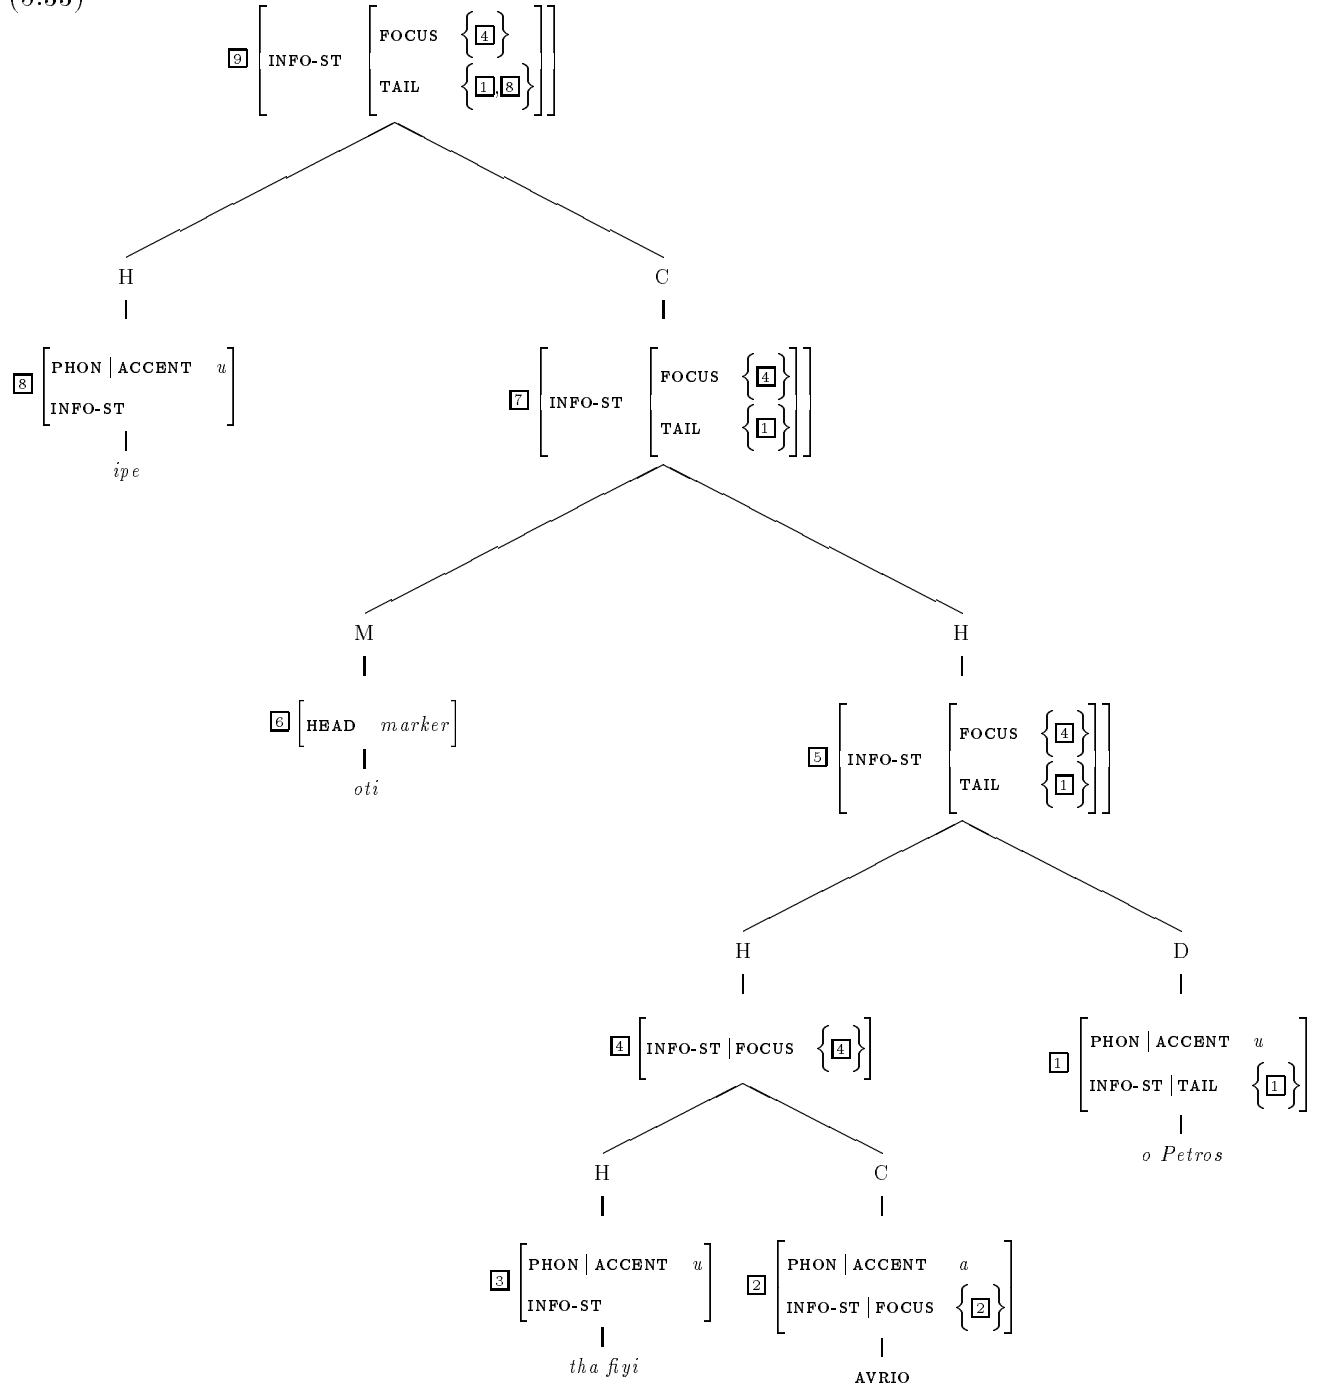 9 INFO-ST FOCUS {4}
TAIL {1,8}
H C
8 PHON | ACCENT u
INFO-ST
ipe
7 INFO-ST FOCUS {4}
TAIL {1}
M H
6 HEAD marker
oti
5 INFO-ST FOCUS {4}
TAIL {1}
H D
4 INFO-ST | FOCUS {4}
1 PHON | ACCENT u
INFO-ST | TAIL {1}
o Petros
H C
3 PHON | ACCENT u
INFO-ST
tha fiyi
2 PHON | ACCENT a
INFO-ST | FOCUS {2}
AVRIO